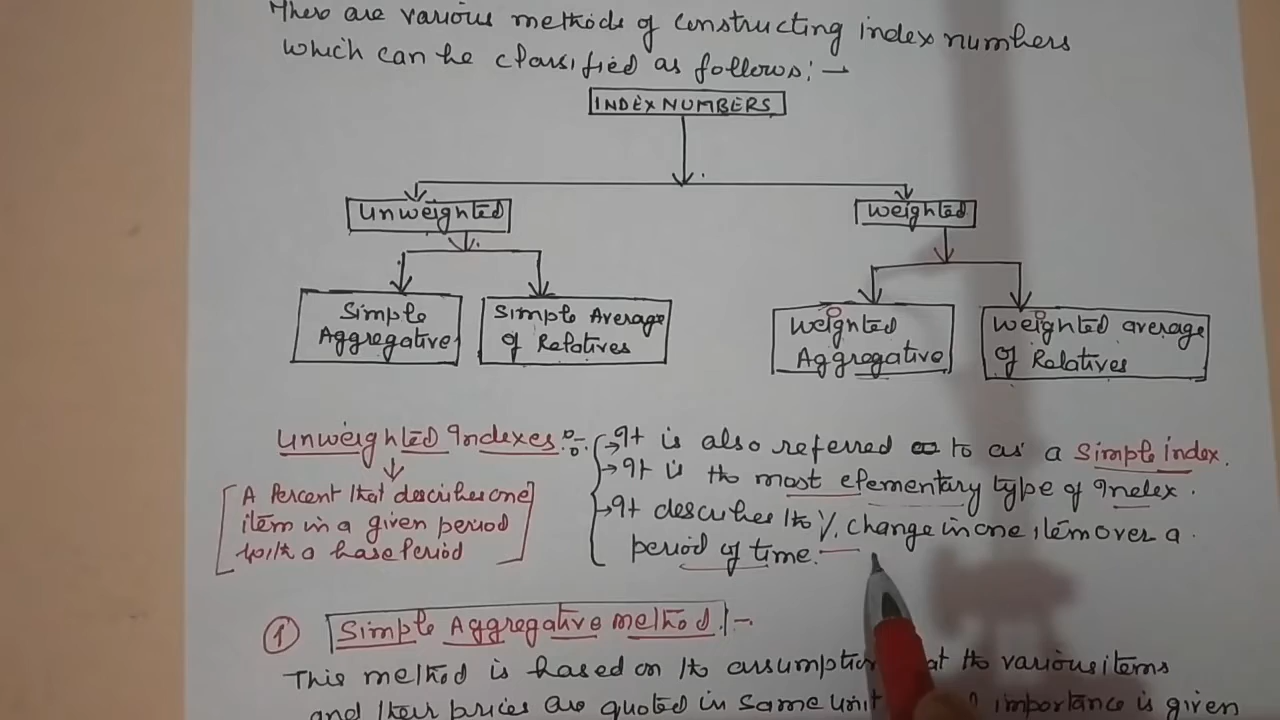 There are various methods of constructing index numbers
which can be classified as follows:-
INDEX NUMBERS
Unweighted
Weighted
Simple
Aggregative
Simple Average
of Relatives
Weighted
Aggregative
Weighted average
of Relatives
Unweighted Indexes:-
A Percent that describes one
item in a given period
with a base Period
→ It is also referred to as a Simple index.
→ It is the most elementary type of Index.
→ It describes the % change in one item over a
period of time.
① Simple Aggregative method.:-
This method is based on the assumption at the various items
and their prices are quoted in same unit importance is given